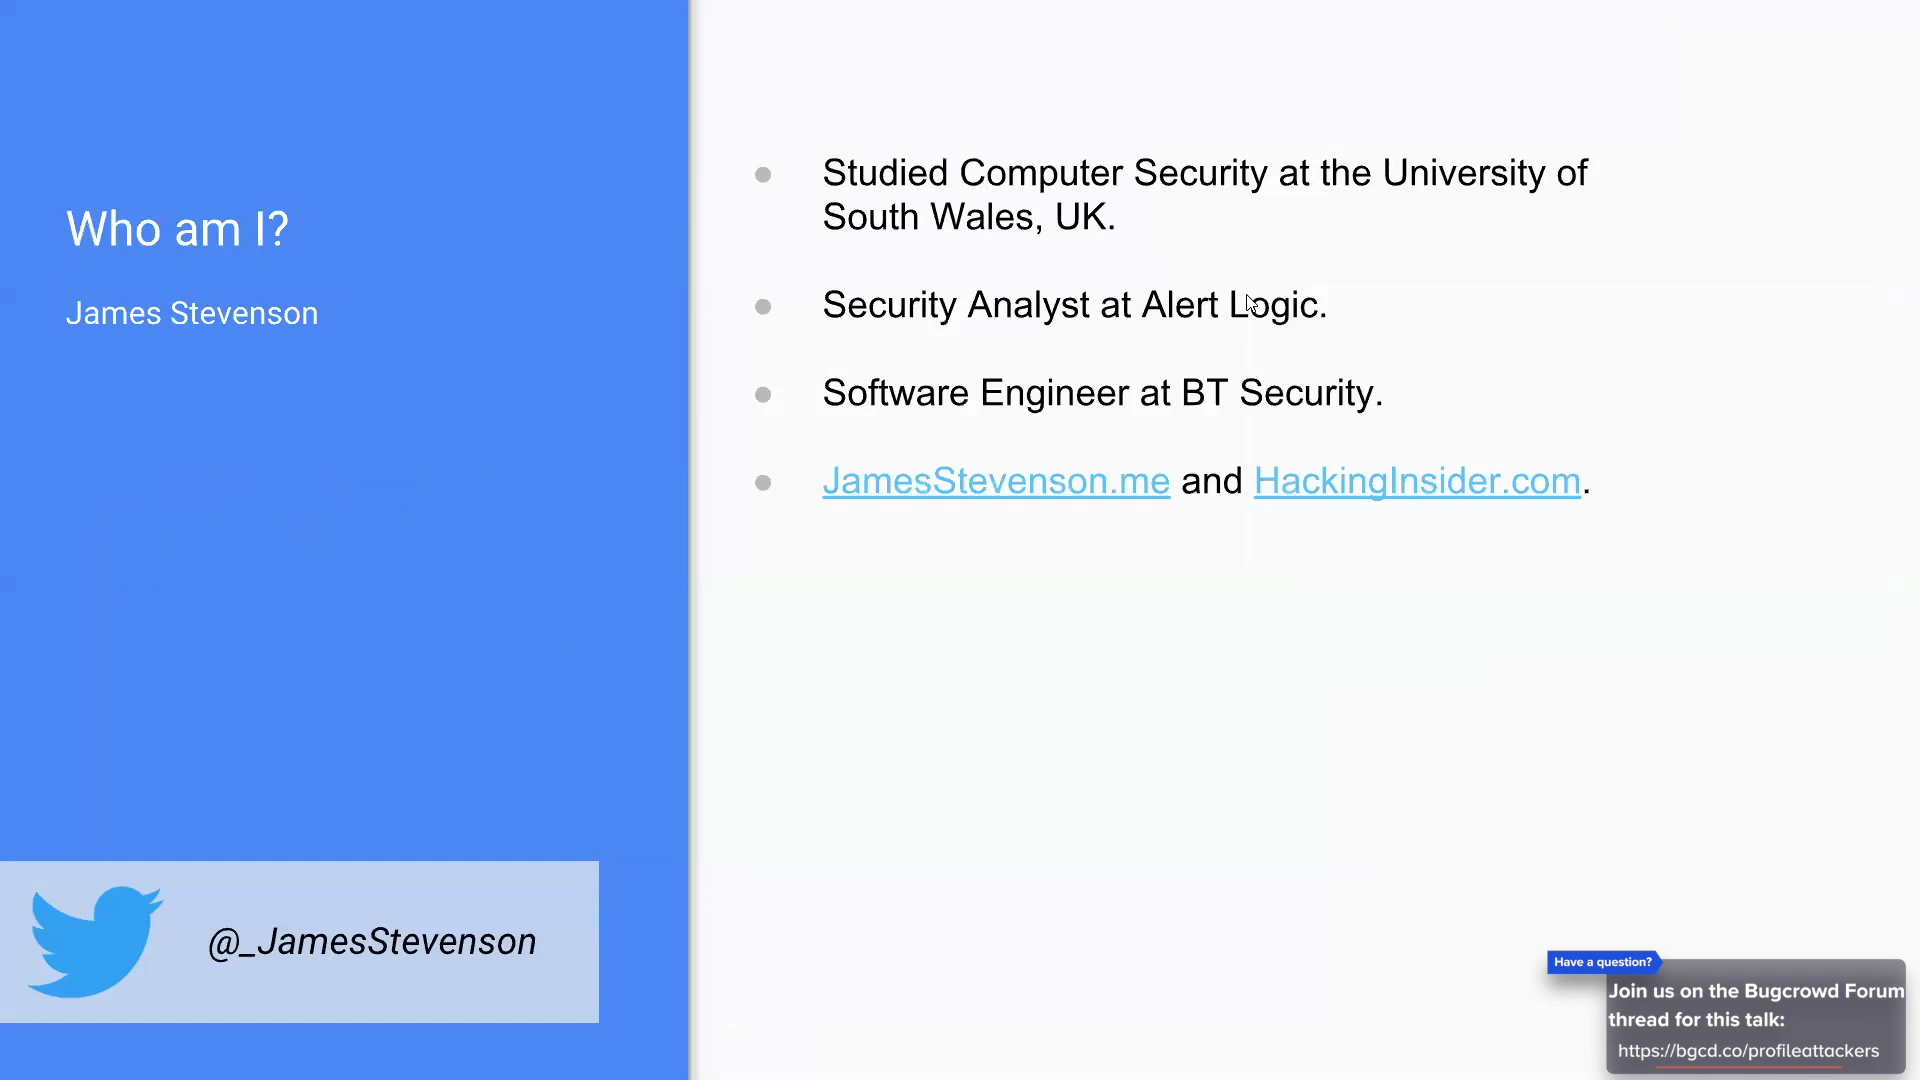 Who am I?
James Stevenson
Studied Computer Security at the University of
South Wales, UK.
Security Analyst at Alert Logic.
Software Engineer at BT Security.
JamesStevenson.me and HackingInsider.com.
@_JamesStevenson
Have a question?
Join us on the Bugcrowd Forum
thread for this talk:
https://bgcd.co/profileattackers